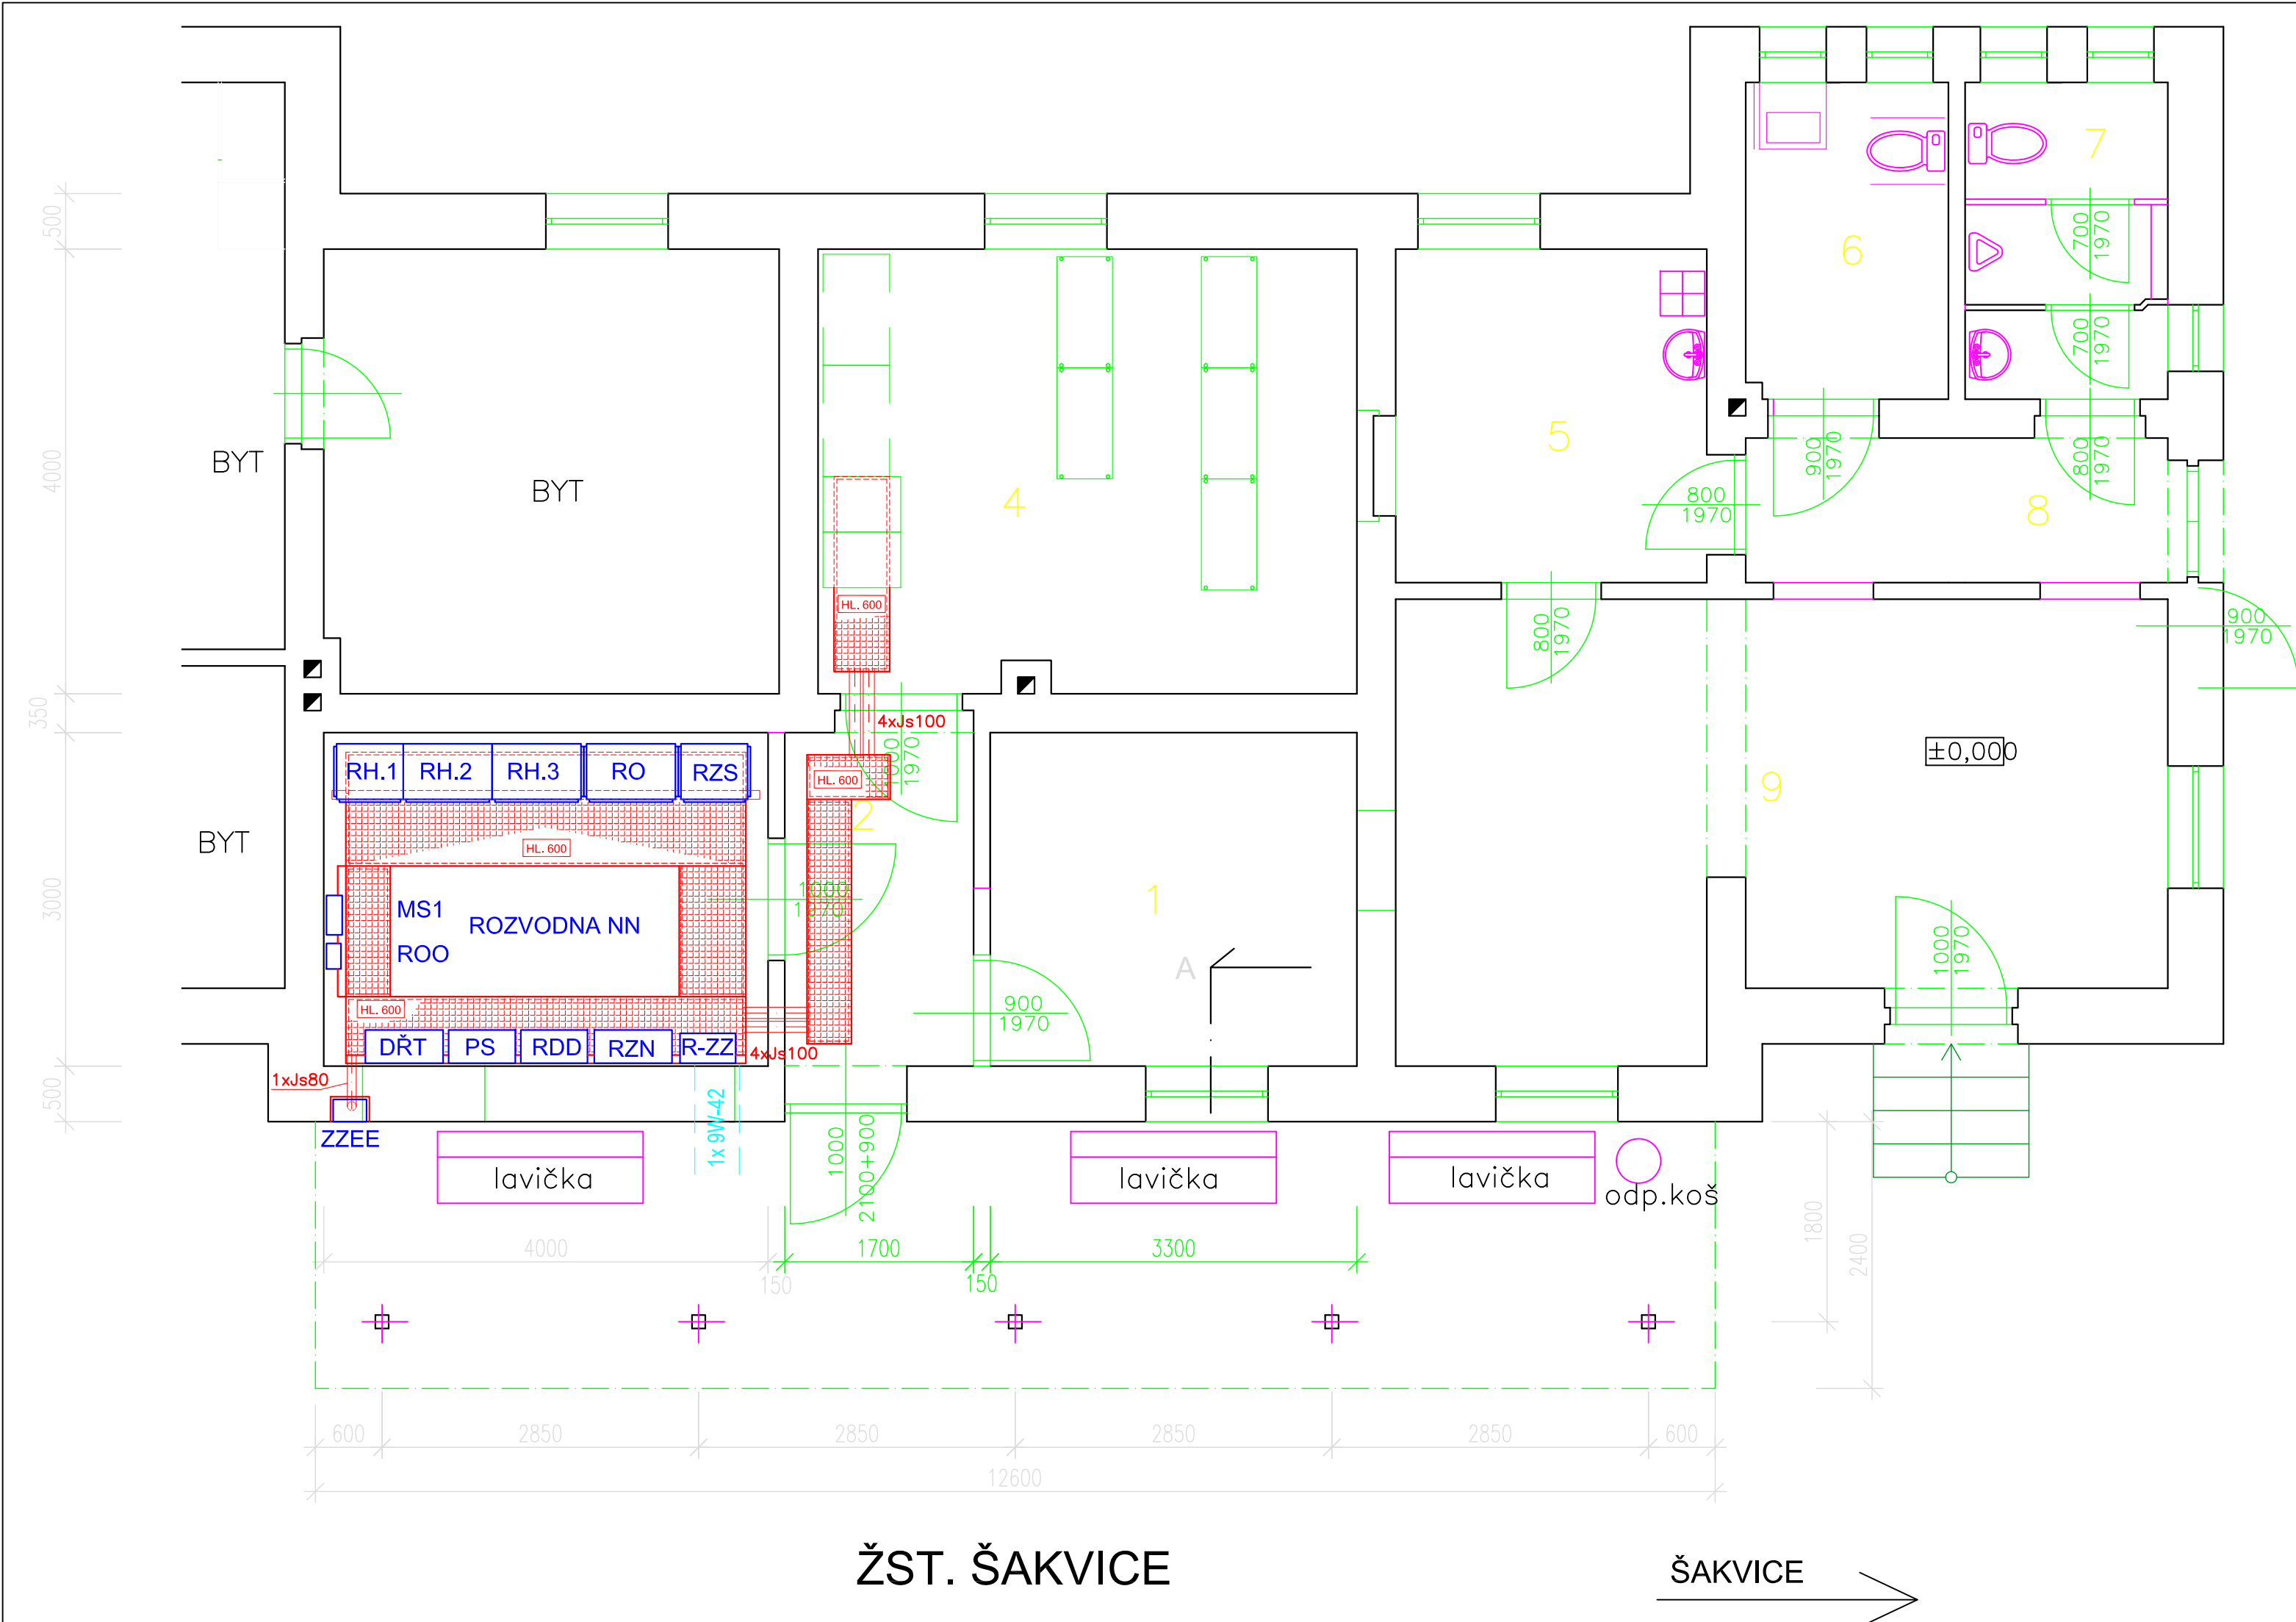 7
500
700
1970
6
700
1970
4000
BYT
BYT
4
5
800
1970
900
1970
800
1970
8
HL. 600
800
1970
900
1970
350
4xJs100
1970
±0,000
RH.1
RH.2
RH.3
RO
RZS
HL. 600
9
2
BYT
HL. 600
3000
1000
1970
1
MS1
ROZVODNA NN
ROO
A
1000
1970
HL. 600
900
1970
DŘT
PS
RDD
RZN
R-ZZ
4xJs100
1xJs80
500
ZZEE
1x 9W-42
1000
2100+900
lavička
lavička
lavička
odp.koš
1800
2400
4000
150
1700
150
3300
600
2850
2850
2850
2850
600
12600
ŽST. ŠAKVICE
ŠAKVICE